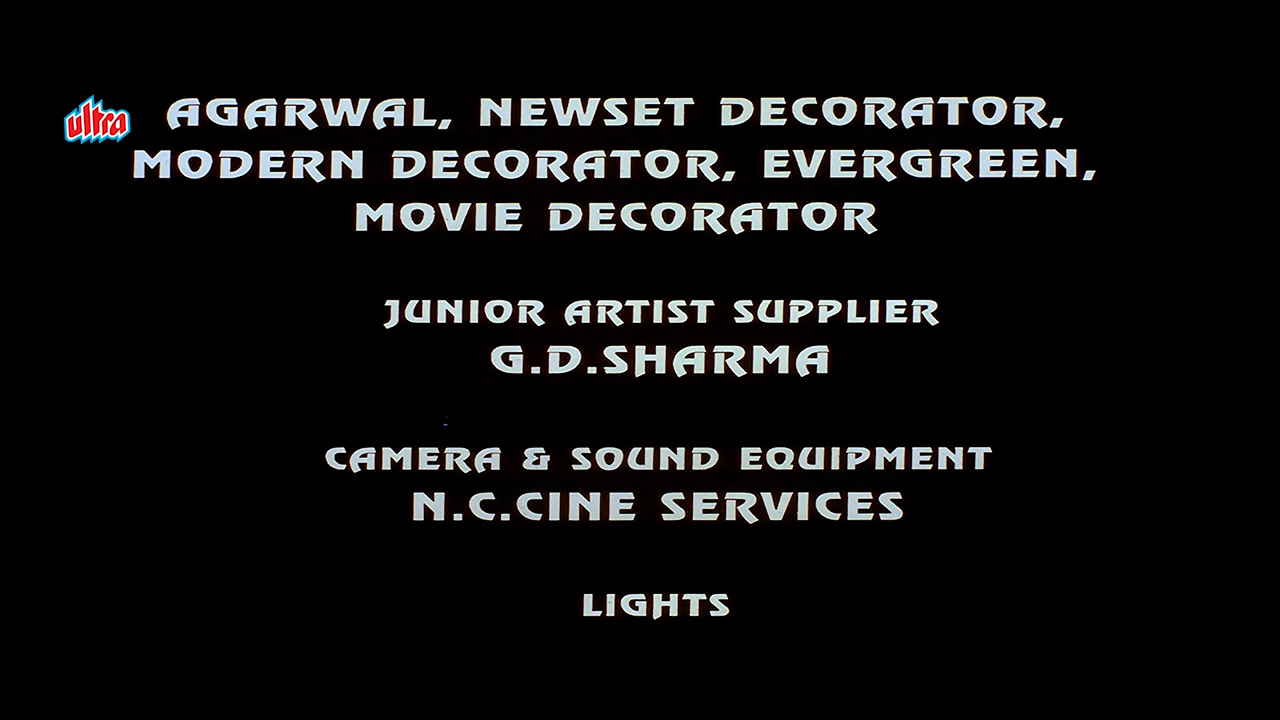 ultra
AGARWAL, NEWSET DECORATOR,
MODERN DECORATOR, EVERGREEN,
MOVIE DECORATOR
JUNIOR ARTIST SUPPLIER
G.D.SHARMA
CAMERA & SOUND EQUIPMENT
N.C.CINE SERVICES
LIGHTS